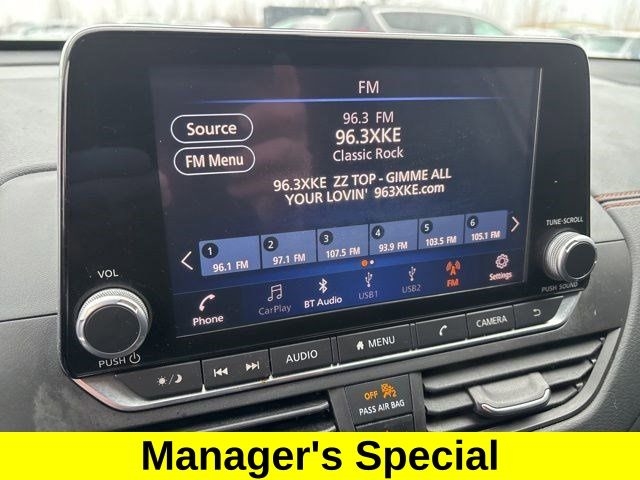 FM
Source
FM Menu
96.3 FM
96.3XKE
Classic Rock
96.3XKE ZZ TOP - GIMME ALL
YOUR LOVIN' 963XKE.com
1 2 3 4 5 6
96.1 FM 97.1 FM 107.5 FM 93.9 FM 103.5 FM 105.1 FM
Phone CarPlay BT Audio USB1 USB2 FM Settings
VOL
PUSH
TUNE-SCROLL
PUSH SOUND
AUDIO MENU CAMERA
OFF 2
PASS AIR BAG
Manager's Special